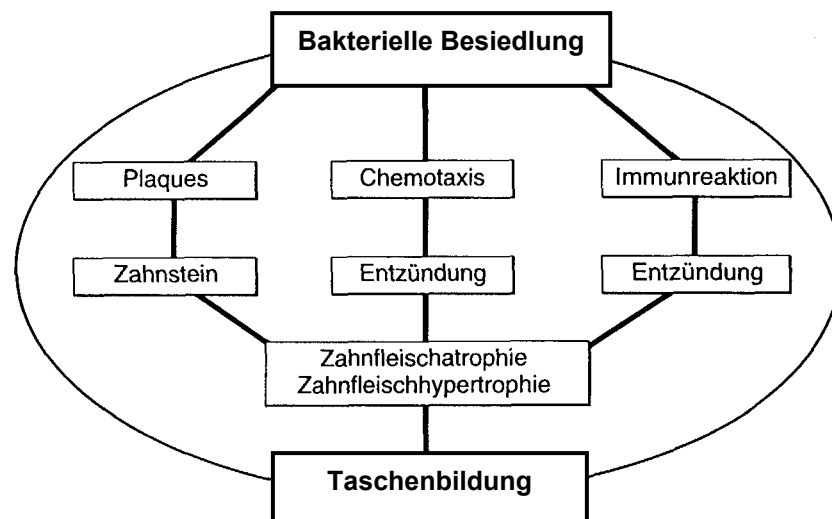 Bakterielle Besiedlung
Plaques
Chemotaxis
Immunreaktion
Zahnstein
Entzündung
Entzündung
Zahnfleischatrophie
Zahnfleischhypertrophie
Taschenbildung